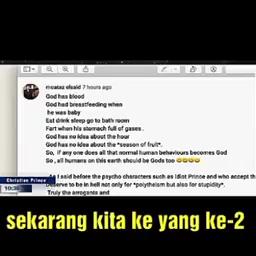 moataz elsaid 7 hours ago
God has blood
God had breastfeeding when
he was baby
Eat drink sleep go to bath room
Fart when his stomach full of gases .
God has no idea about the hour
God has no idea about the *season of fruit*.
So, if any one does all that normal human behaviours becomes God
So , all humans on this earth should be Gods too 😄😄😄😄
As I said before the psycho characters such as Idiot Prince and who accept th
Deserve to be in hell not only for *polytheism but also for stupidity*.
Truly the arrogants and
Christian Prince
10:36
sekarang kita ke yang ke-2